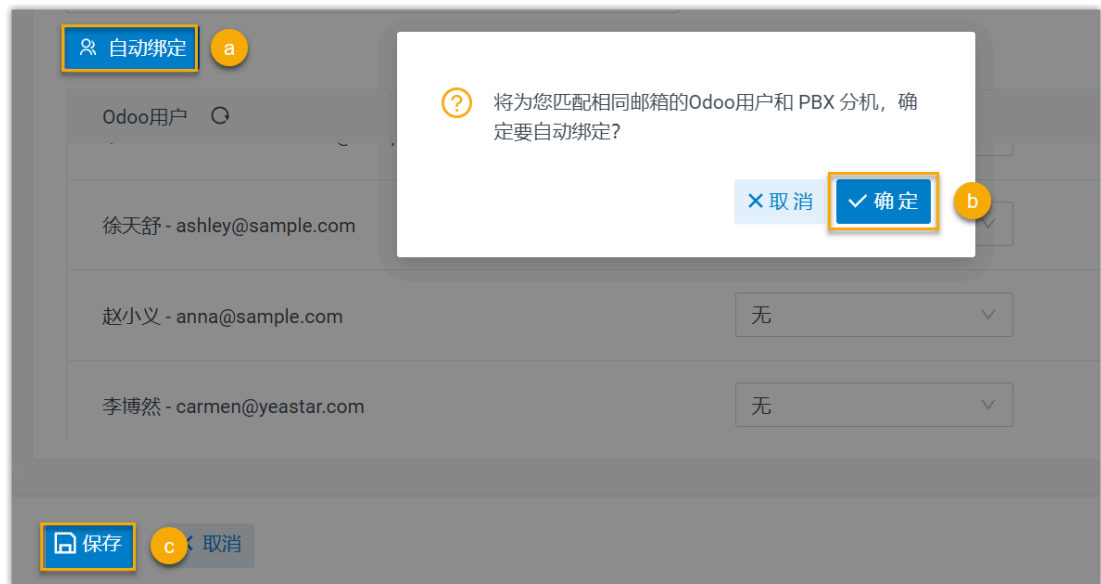 自动绑定 a
将为您匹配相同邮箱的Odoo用户和 PBX 分机，确
定要自动绑定?
取消 确定 b
Odoo用户
徐天舒 - ashley@sample.com
赵小义 - anna@sample.com 无
李博然 - carmen@yeastar.com 无
保存 c 取消